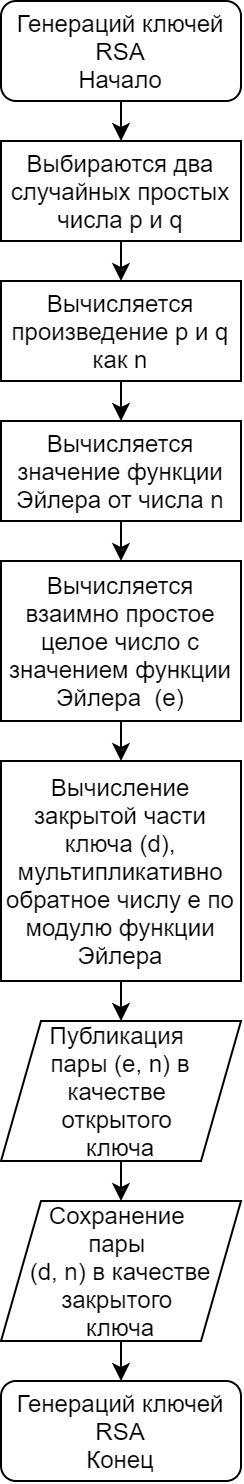 Генераций ключей
RSA
Начало
Выбираются два
случайных простых
числа p и q
Вычисляется
произведение p и q
как n
Вычисляется
значение функции
Эйлера от числа n
Вычисляется
взаимно простое
целое число с
значением функции
Эйлера (e)
Вычисление
закрытой части
ключа (d),
мультипликативно
обратное числу e по
модулю функции
Эйлера
Публикация
пары (e, n) в
качестве
открытого
ключа
Сохранение
пары
(d, n) в качестве
закрытого
ключа
Генераций ключей
RSA
Конец